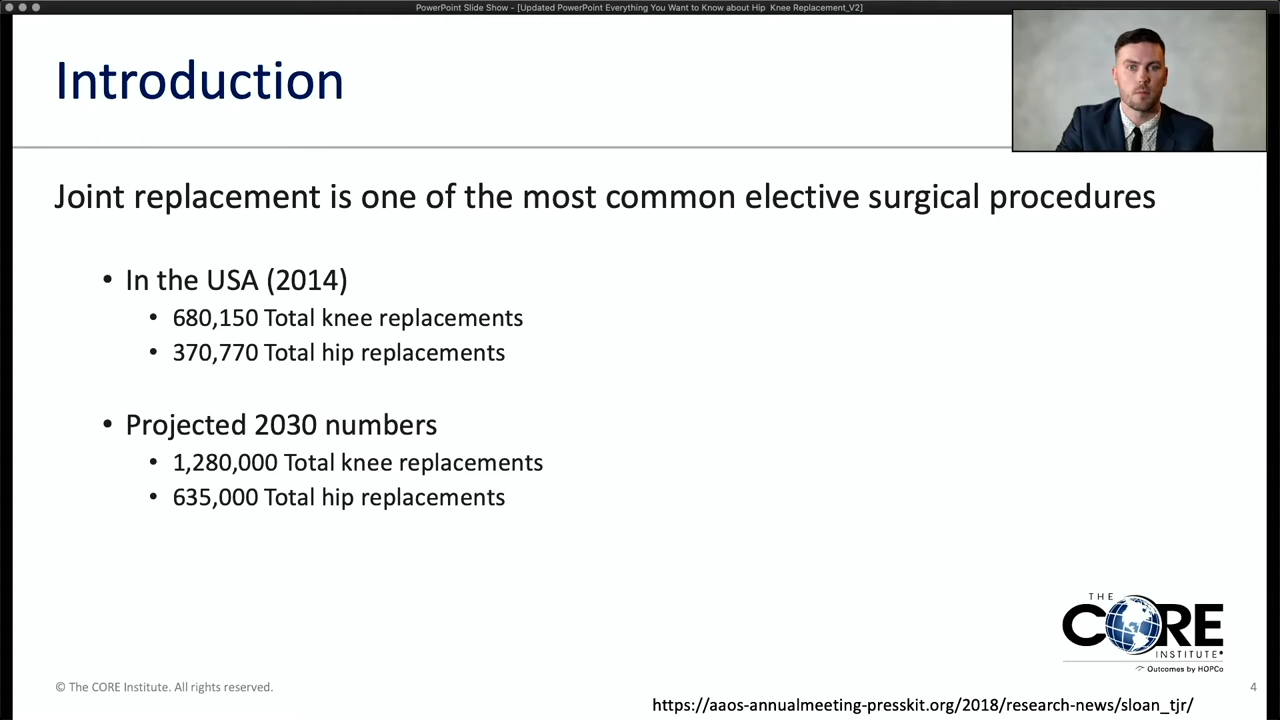 PowerPoint Slide Show - [Updated PowerPoint Everything You Want to Know about Hip  Knee Replacement_V2]
Introduction
Joint replacement is one of the most common elective surgical procedures
• In the USA (2014)
• 680,150 Total knee replacements
• 370,770 Total hip replacements
• Projected 2030 numbers
• 1,280,000 Total knee replacements
• 635,000 Total hip replacements
THE
CORE
INSTITUTE®
Outcomes by HOPCo
© The CORE Institute. All rights reserved.
4
https://aaos-annualmeeting-presskit.org/2018/research-news/sloan_tjr/